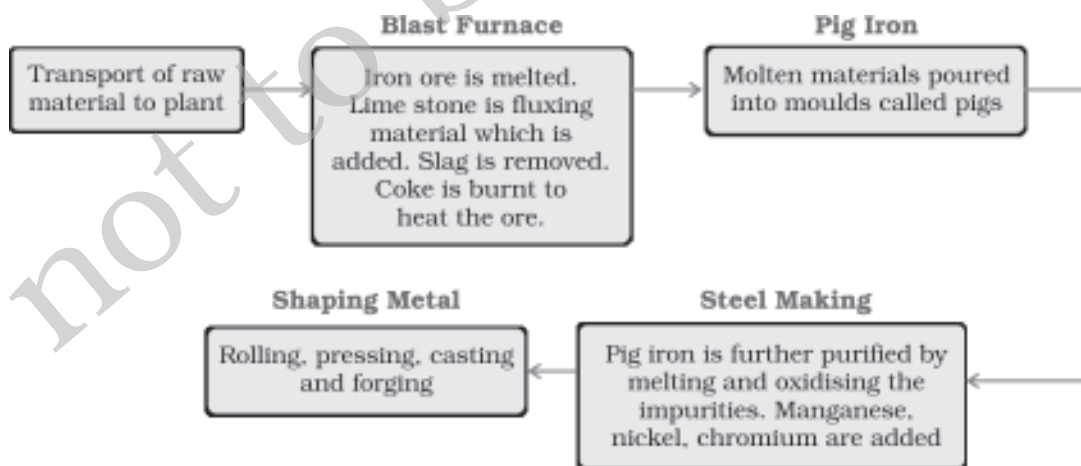 Transport of raw
material to plant
Blast Furnace
Iron ore is melted.
Lime stone is fluxing
material which is
added. Slag is removed.
Coke is burnt to
heat the ore.
Pig Iron
Molten materials poured
into moulds called pigs
Steel Making
Pig iron is further purified by
melting and oxidising the
impurities. Manganese,
nickel, chromium are added
Shaping Metal
Rolling, pressing, casting
and forging
not to b